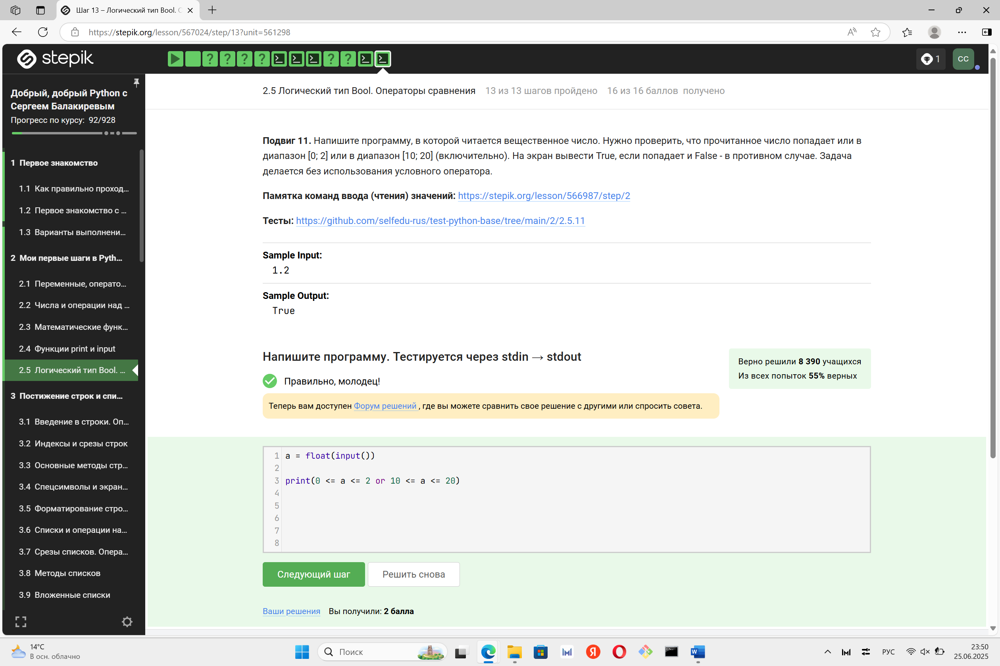 Шаг 13 – Логический тип Bool. О
https://stepik.org/lesson/567024/step/13?unit=561298
stepik
1
CC
Добрый, добрый Python с
Сергеем Балакиревым
Прогресс по курсу: 92/928
1 Первое знакомство
1.1 Как правильно проход...
1.2 Первое знакомство с ...
1.3 Варианты выполнени...
2 Мои первые шаги в Pyth...
2.1 Переменные, операто...
2.2 Числа и операции над ...
2.3 Математические функ...
2.4 Функции print и input
2.5 Логический тип Bool. ...
3 Постижение строк и спи...
3.1 Введение в строки. Оп...
3.2 Индексы и срезы строк
3.3 Основные методы стр...
3.4 Спецсимволы и экран...
3.5 Форматирование стро...
3.6 Списки и операции на...
3.7 Срезы списков. Опера...
3.8 Методы списков
3.9 Вложенные списки
2.5 Логический тип Bool. Операторы сравнения 13 из 13 шагов пройдено 16 из 16 баллов получено
Подвиг 11. Напишите программу, в которой читается вещественное число. Нужно проверить, что прочитанное число попадает или в
диапазон [0; 2] или в диапазон [10; 20] (включительно). На экран вывести True, если попадает и False - в противном случае. Задача
делается без использования условного оператора.
Памятка команд ввода (чтения) значений: https://stepik.org/lesson/566987/step/2
Тесты: https://github.com/selfedu-rus/test-python-base/tree/main/2/2.5.11
Sample Input:
1.2
Sample Output:
True
Напишите программу. Тестируется через stdin → stdout
Верно решили 8 390 учащихся
Из всех попыток 55% верных
Правильно, молодец!
Теперь вам доступен Форум решений , где вы можете сравнить свое решение с другими или спросить совета.
1 a = float(input())
2
3 print(0 <= a <= 2 or 10 <= a <= 20)
4
5
6
7
8
Следующий шаг
Решить снова
Ваши решения Вы получили: 2 балла
14°C
В осн. облачно
Поиск
РУС
23:50
25.06.2025